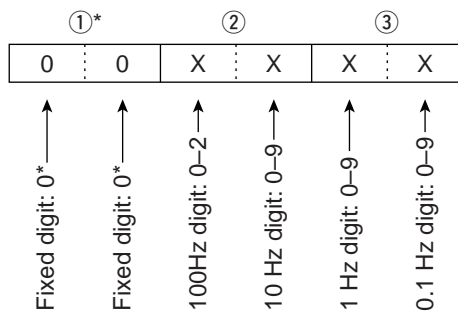 ①* ② ③
0 0 X X X X
Fixed digit: 0*
Fixed digit: 0*
100Hz digit: 0–2
10 Hz digit: 0–9
1 Hz digit: 0–9
0.1 Hz digit: 0–9